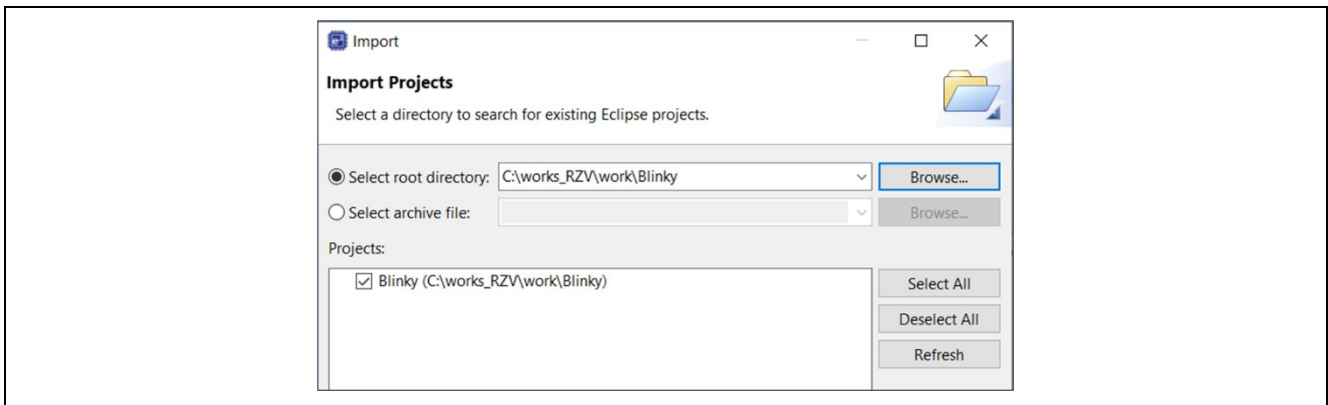 Import
Import Projects
Select a directory to search for existing Eclipse projects.
Select root directory: C:\works_RZV\work\Blinky Browse...
Select archive file: Browse...
Projects:
Blinky (C:\works_RZV\work\Blinky) Select All
Deselect All
Refresh